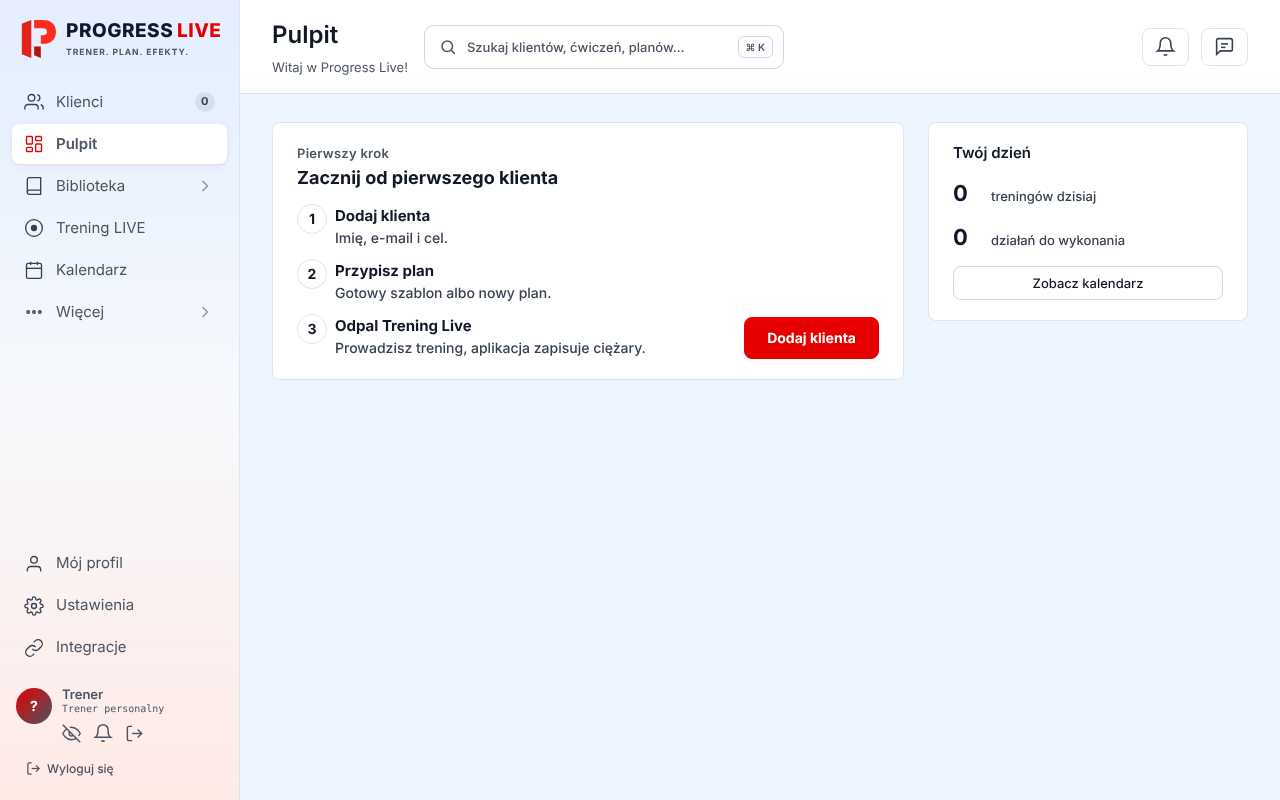 PROGRESS LIVE
TRENER. PLAN. EFEKTY.
Klienci 0
Pulpit
Biblioteka
Trening LIVE
Kalendarz
Więcej
Mój profil
Ustawienia
Integracje
?
Trener
Trener personalny
Wyloguj się
Pulpit
Witaj w Progress Live!
Szukaj klientów, ćwiczeń, planów... ⌘ K
Pierwszy krok
Zacznij od pierwszego klienta
1 Dodaj klienta
Imię, e-mail i cel.
2 Przypisz plan
Gotowy szablon albo nowy plan.
3 Odpal Trening Live
Prowadzisz trening, aplikacja zapisuje ciężary.
Dodaj klienta
Twój dzień
0 treningów dzisiaj
0 działań do wykonania
Zobacz kalendarz